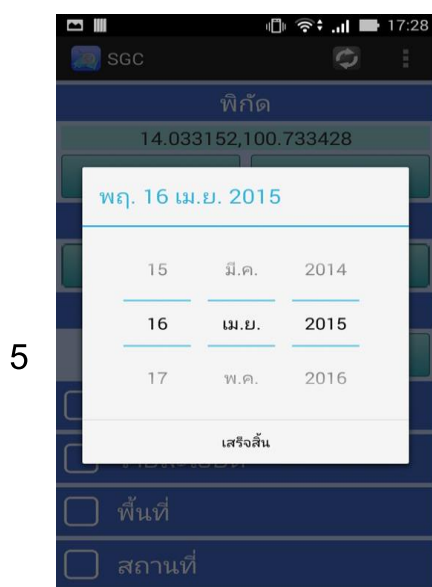 17:28
SGC
พิกัด
14.033152,100.733428
พฤ. 16 เม.ย. 2015
15 มี.ค. 2014
16 เม.ย. 2015
5
17 พ.ค. 2016
เสร็จสิ้น
พื้นที่
สถานที่